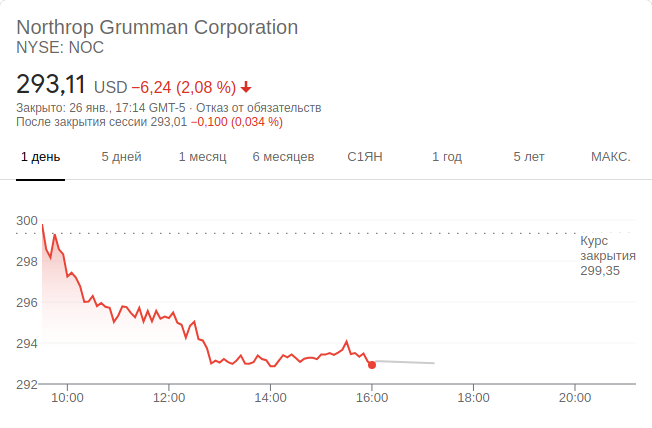 Northrop Grumman Corporation
NYSE: NOC
293,11 USD −6,24 (2,08 %)
Закрыто: 26 янв., 17:14 GMT-5 · Отказ от обязательств
После закрытия сессии 293,01 −0,100 (0,034 %)
1 день 5 дней 1 месяц 6 месяцев С1ЯН 1 год 5 лет МАКС.
300
Курс
закрытия
299,35
298
296
294
292
10:00 12:00 14:00 16:00 18:00 20:00